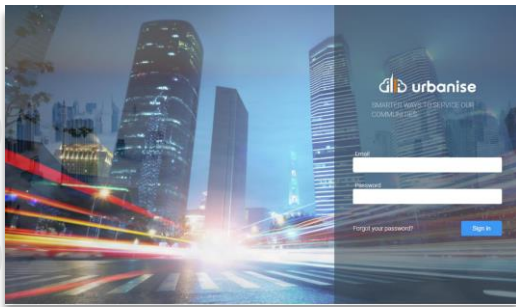 urbanise
SMARTER WAYS TO SERVICE OUR
COMMUNITIES
Email
Password
Forgot your password?
Sign in